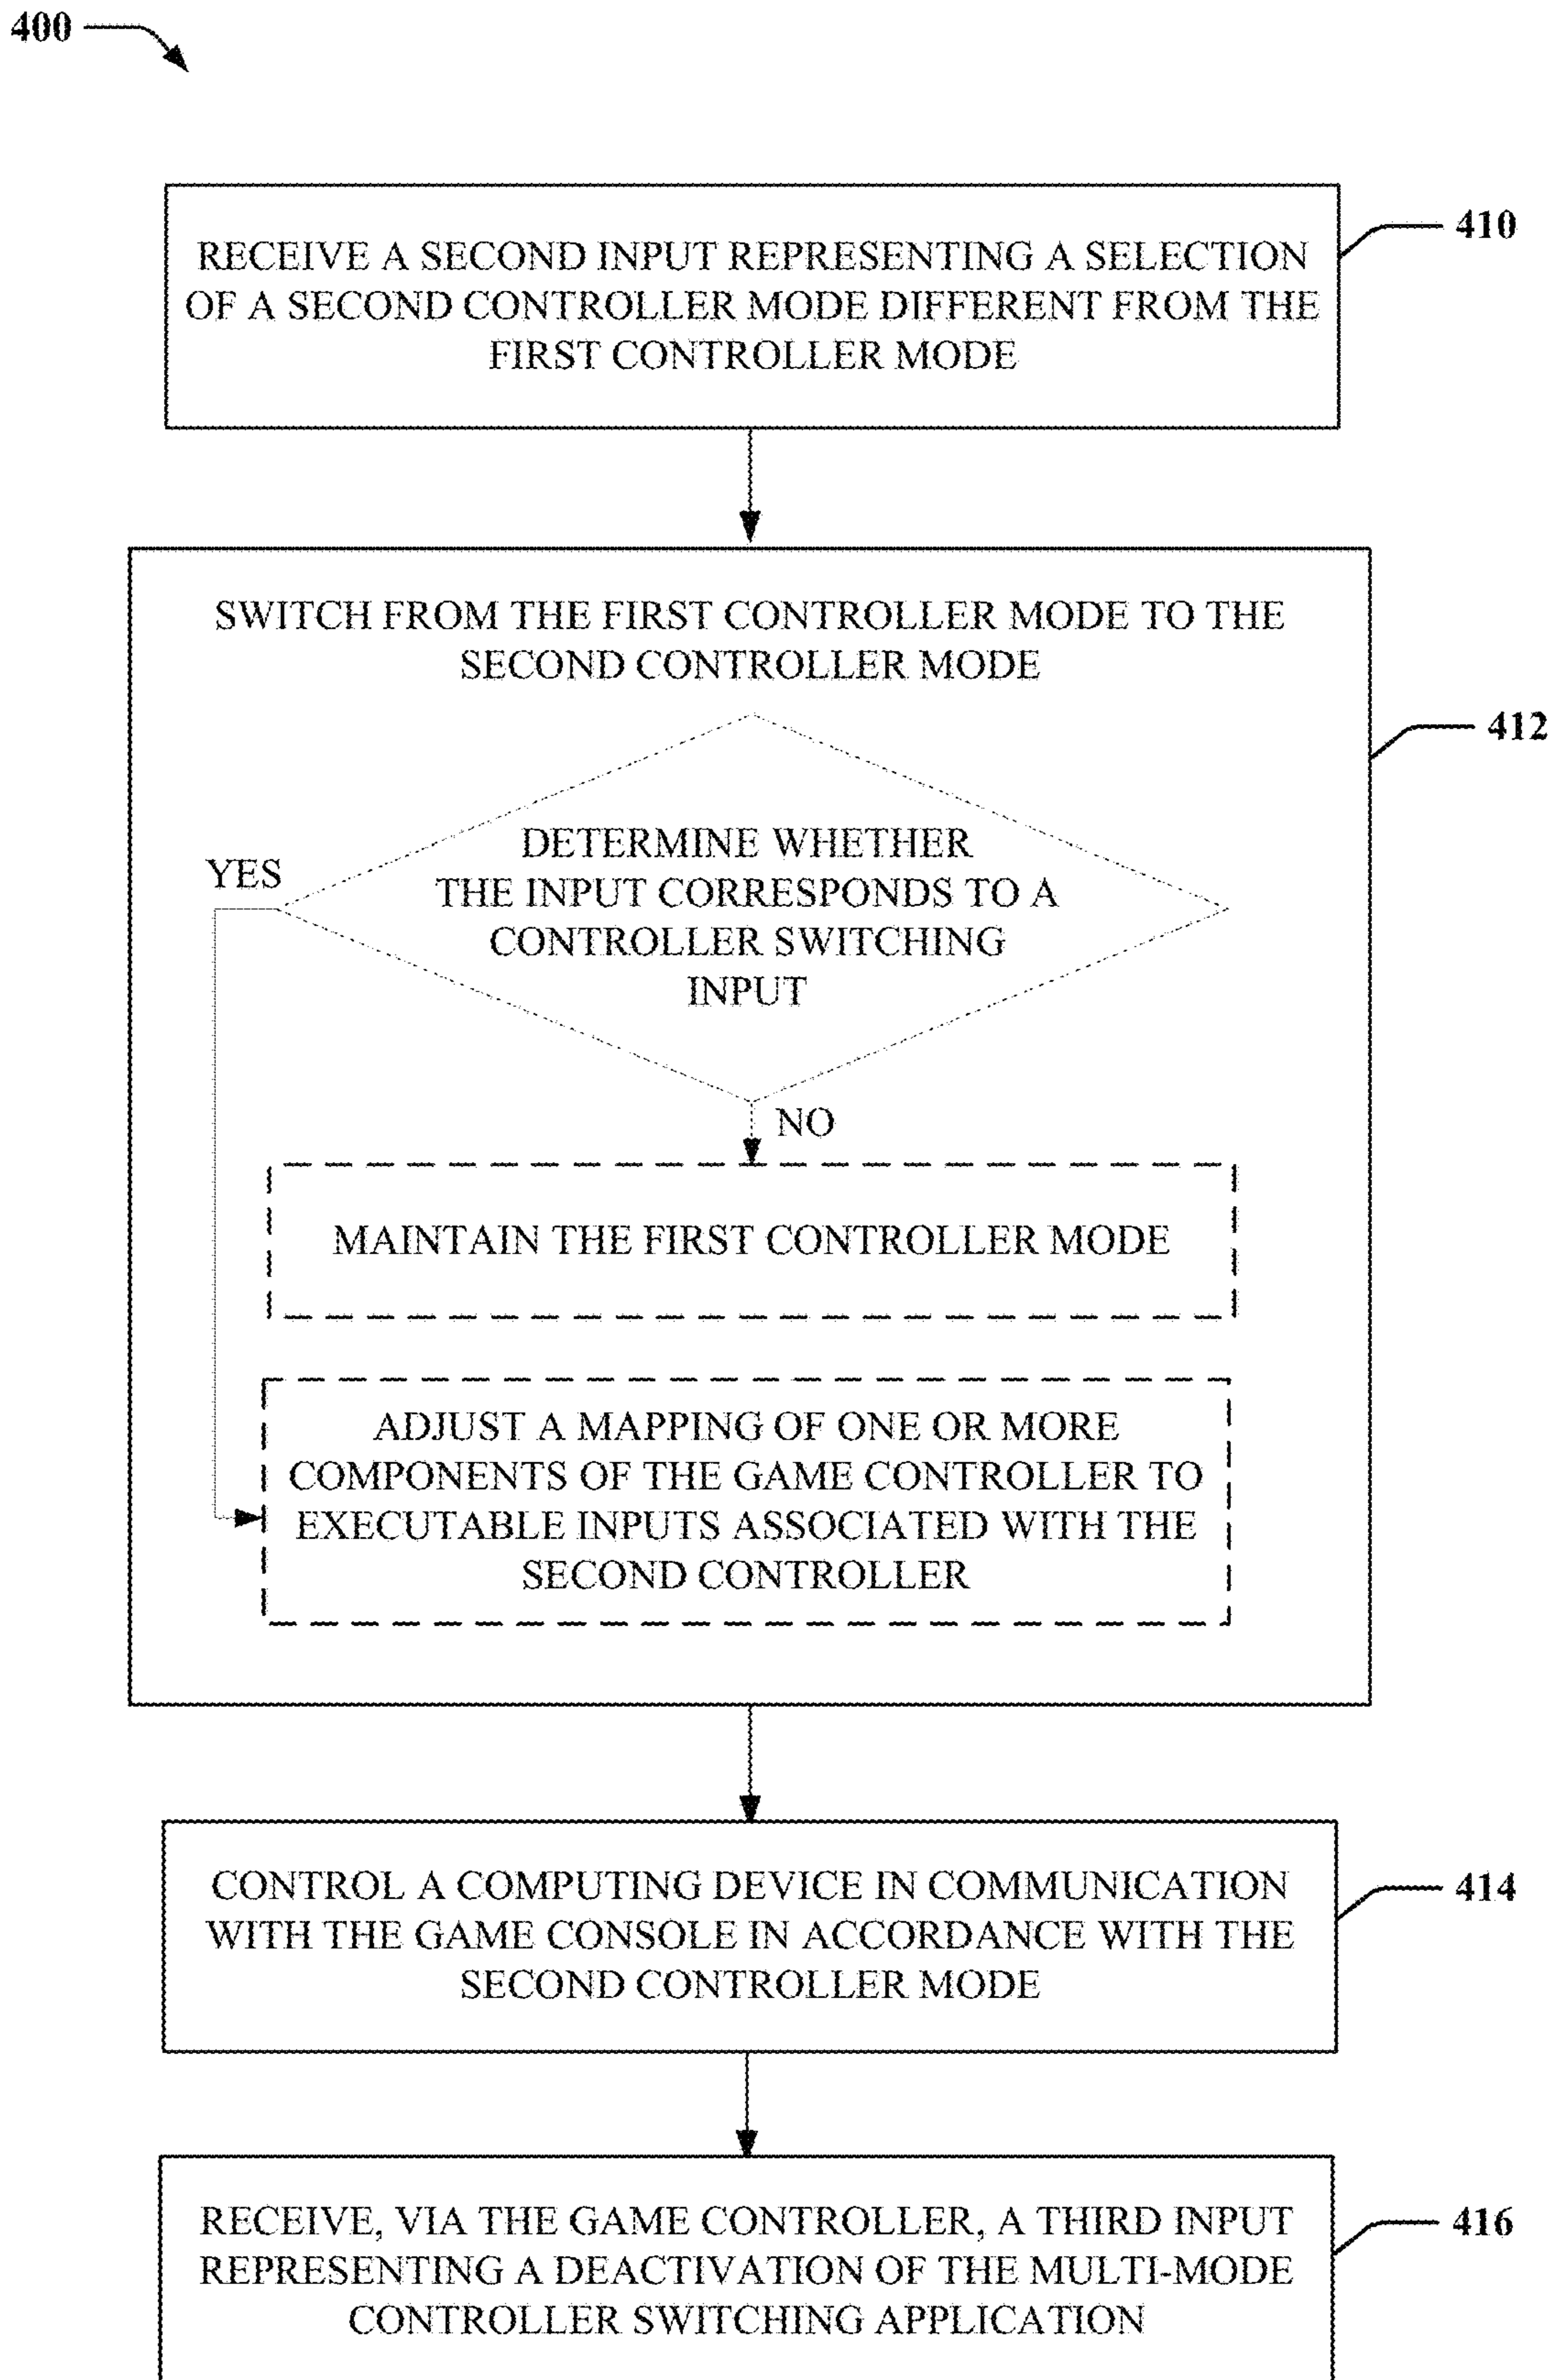 400
RECEIVE A SECOND INPUT REPRESENTING A SELECTION
OF A SECOND CONTROLLER MODE DIFFERENT FROM THE
FIRST CONTROLLER MODE
410
SWITCH FROM THE FIRST CONTROLLER MODE TO THE
SECOND CONTROLLER MODE
412
DETERMINE WHETHER
THE INPUT CORRESPONDS TO A
CONTROLLER SWITCHING
INPUT
YES
NO
MAINTAIN THE FIRST CONTROLLER MODE
ADJUST A MAPPING OF ONE OR MORE
COMPONENTS OF THE GAME CONTROLLER TO
EXECUTABLE INPUTS ASSOCIATED WITH THE
SECOND CONTROLLER
CONTROL A COMPUTING DEVICE IN COMMUNICATION
WITH THE GAME CONSOLE IN ACCORDANCE WITH THE
SECOND CONTROLLER MODE
414
RECEIVE, VIA THE GAME CONTROLLER, A THIRD INPUT
REPRESENTING A DEACTIVATION OF THE MULTI-MODE
CONTROLLER SWITCHING APPLICATION
416